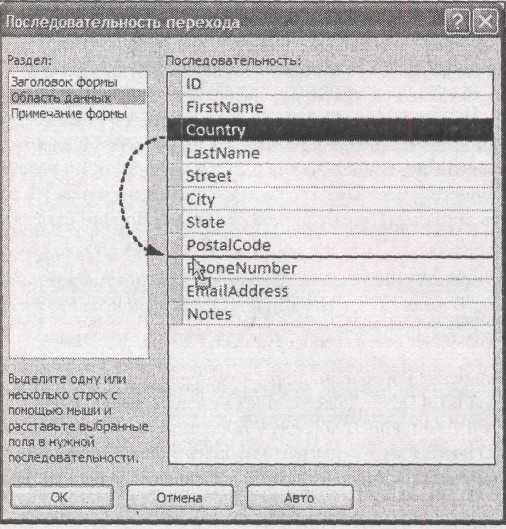 Последовательность перехода
Раздел:
Заголовок формы
Область данных
Примечание формы
Последовательность:
ID
FirstName
Country
LastName
Street
City
State
PostalCode
PhoneNumber
EmailAddress
Notes
Выделите одну или
несколько строк с
помощью мыши и
расставьте выбранные
поля в нужной
последовательности.
ОК
Отмена
Авто